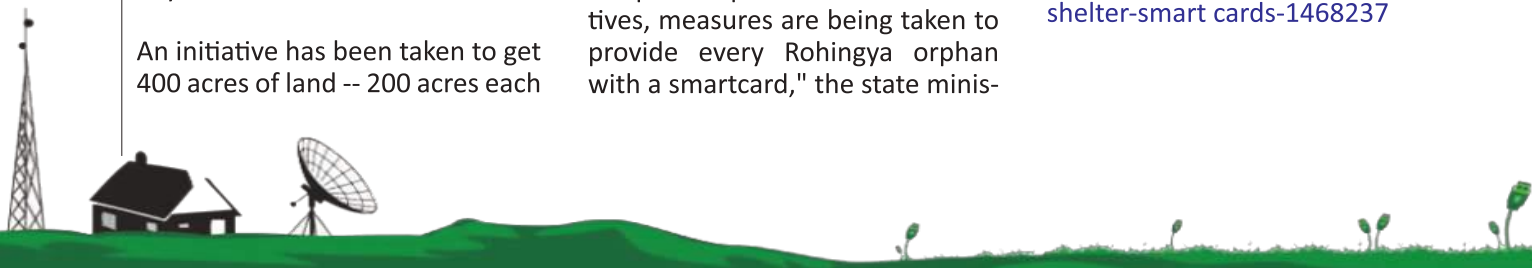 An initiative has been taken to get
400 acres of land -- 200 acres each
tives, measures are being taken to
provide every Rohingya orphan
with a smartcard," the state minis-
shelter-smart cards-1468237